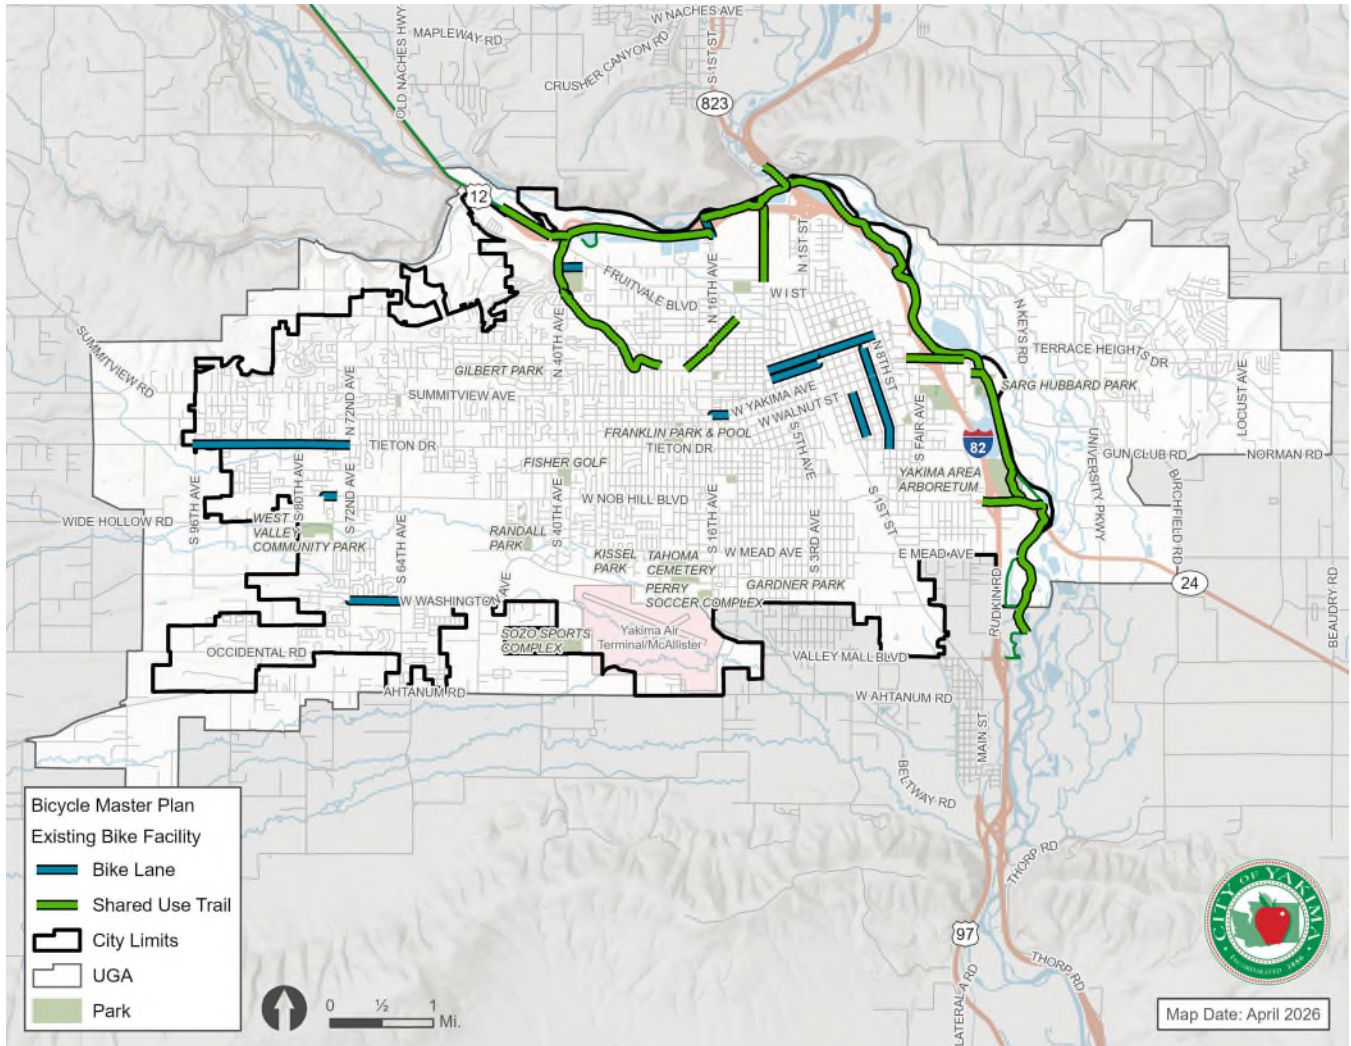 W NACHES AVE
MAPLEWAY RD
OLD NACHES HWY
CRUSHER CANYON RD
S 1ST ST
823
12
N 1ST ST
FRUITVALE BLVD
N 16TH AVE
W I ST
N 40TH AVE
SUMMITVIEW RD
N KEYS RD
TERRACE HEIGHTS DR
N 8TH ST
GILBERT PARK
N 72ND AVE
SUMMITVIEW AVE
SARG HUBBARD PARK
LOCUST AVE
W YAKIMA AVE
W WALNUT ST
FRANKLIN PARK & POOL
TIETON DR
TIETON DR
S 5TH AVE
S FAIR AVE
82
UNIVERSITY PKWY
GUN CLUB RD
NORMAN RD
FISHER GOLF
YAKIMA AREA
ARBORETUM
BIRCHFIELD RD
S 96TH AVE
S 80TH AVE
S 72ND AVE
W NOB HILL BLVD
S 40TH AVE
S 16TH AVE
S 1ST ST
WIDE HOLLOW RD
WEST
VALLEY
COMMUNITY PARK
RANDALL
PARK
S 64TH AVE
KISSEL
PARK
TAHOMA
CEMETERY
W MEAD AVE
S 3RD AVE
E MEAD AVE
24
GARDNER PARK
PERRY
SOCCER COMPLEX
W WASHINGTON AVE
RUDKIN RD
BEAUDRY RD
SOZO SPORTS
COMPLEX
Yakima Air
Terminal/McAllister
OCCIDENTAL RD
VALLEY MALL BLVD
AHTANUM RD
W AHTANUM RD
MAIN ST
BELTWAY RD
THORP RD
97
THORP RD
LATERAL A RD
Bicycle Master Plan
Existing Bike Facility
Bike Lane
Shared Use Trail
City Limits
UGA
Park
0 ½ 1
Mi.
CITY OF YAKIMA
INCORPORATED 1886
Map Date: April 2026